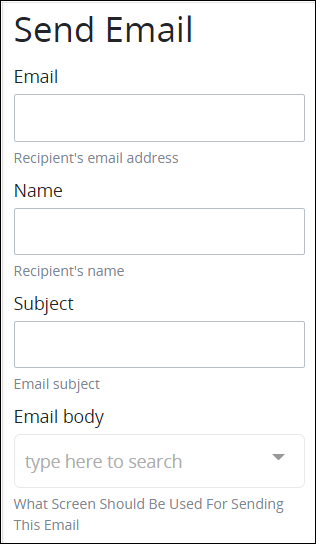 Send Email
Email
Recipient's email address
Name
Recipient's name
Subject
Email subject
Email body
type here to search
What Screen Should Be Used For Sending
This Email